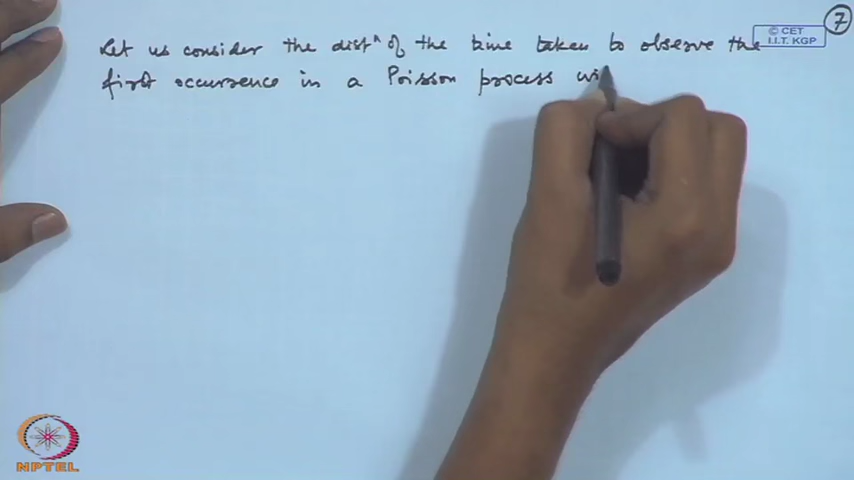 7
© CET
I.I.T. KGP
Let us consider the distⁿ of the time taken to observe the
first occurrence in a Poisson process wi
NPTEL